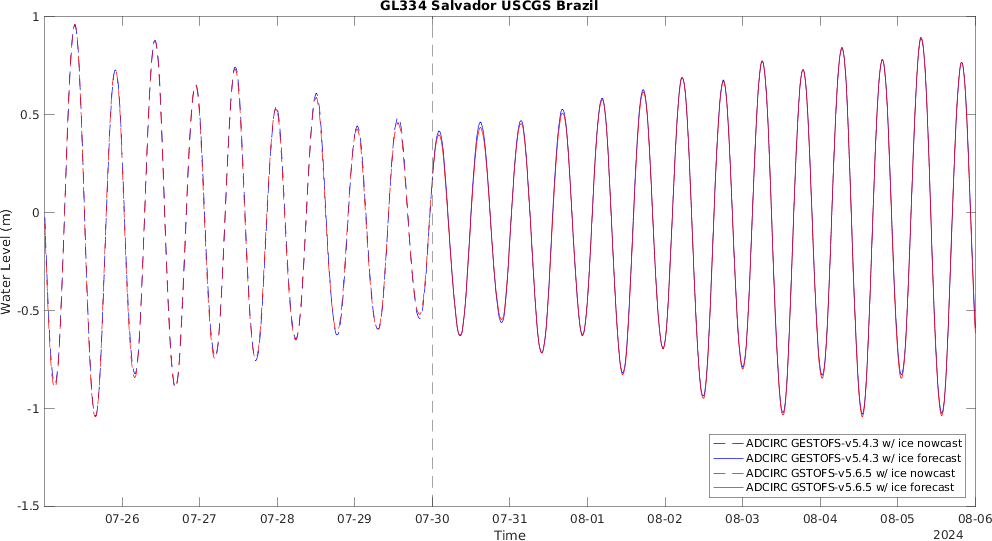 GL334 Salvador USCGS Brazil
Water Level (m)
1
0.5
0
-0.5
-1
-1.5
07-26 07-27 07-28 07-29 07-30 07-31 08-01 08-02 08-03 08-04 08-05 08-06
Time
2024
ADCIRC GESTOFS-v5.4.3 w/ ice nowcast
ADCIRC GESTOFS-v5.4.3 w/ ice forecast
ADCIRC GSTOFS-v5.6.5 w/ ice nowcast
ADCIRC GSTOFS-v5.6.5 w/ ice forecast